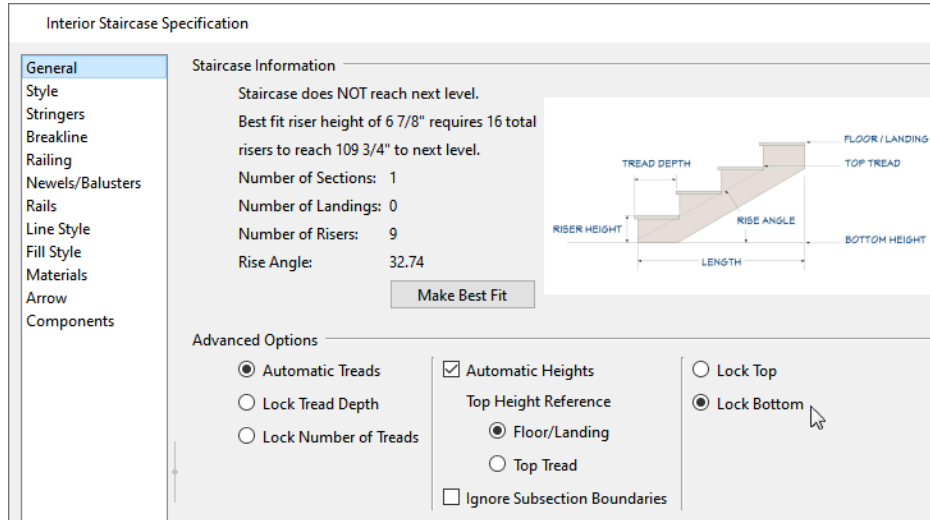 Interior Staircase Specification
General
Style
Stringers
Breakline
Railing
Newels/Balusters
Rails
Line Style
Fill Style
Materials
Arrow
Components
Staircase Information
Staircase does NOT reach next level.
Best fit riser height of 6 7/8" requires 16 total
risers to reach 109 3/4" to next level.
Number of Sections: 1
Number of Landings: 0
Number of Risers: 9
Rise Angle: 32.74
Make Best Fit
FLOOR / LANDING
TREAD DEPTH
TOP TREAD
RISER HEIGHT
RISE ANGLE
BOTTOM HEIGHT
LENGTH
Advanced Options
Automatic Treads
Lock Tread Depth
Lock Number of Treads
Automatic Heights
Top Height Reference
Floor/Landing
Top Tread
Ignore Subsection Boundaries
Lock Top
Lock Bottom